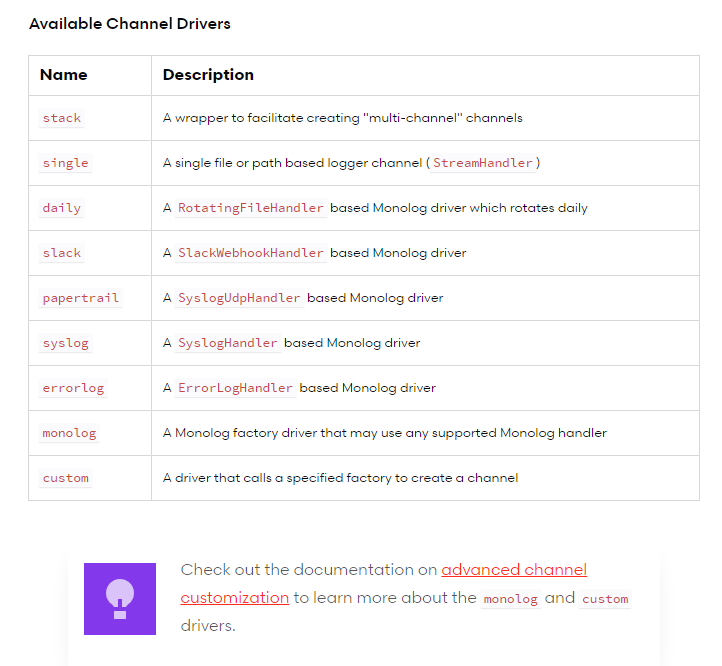 Available Channel Drivers
Name Description
stack A wrapper to facilitate creating "multi-channel" channels
single A single file or path based logger channel ( StreamHandler )
daily A RotatingFileHandler based Monolog driver which rotates daily
slack A SlackWebhookHandler based Monolog driver
papertrail A SyslogUdpHandler based Monolog driver
syslog A SyslogHandler based Monolog driver
errorlog A ErrorLogHandler based Monolog driver
monolog A Monolog factory driver that may use any supported Monolog handler
custom A driver that calls a specified factory to create a channel
Check out the documentation on advanced channel
customization to learn more about the monolog and custom
drivers.